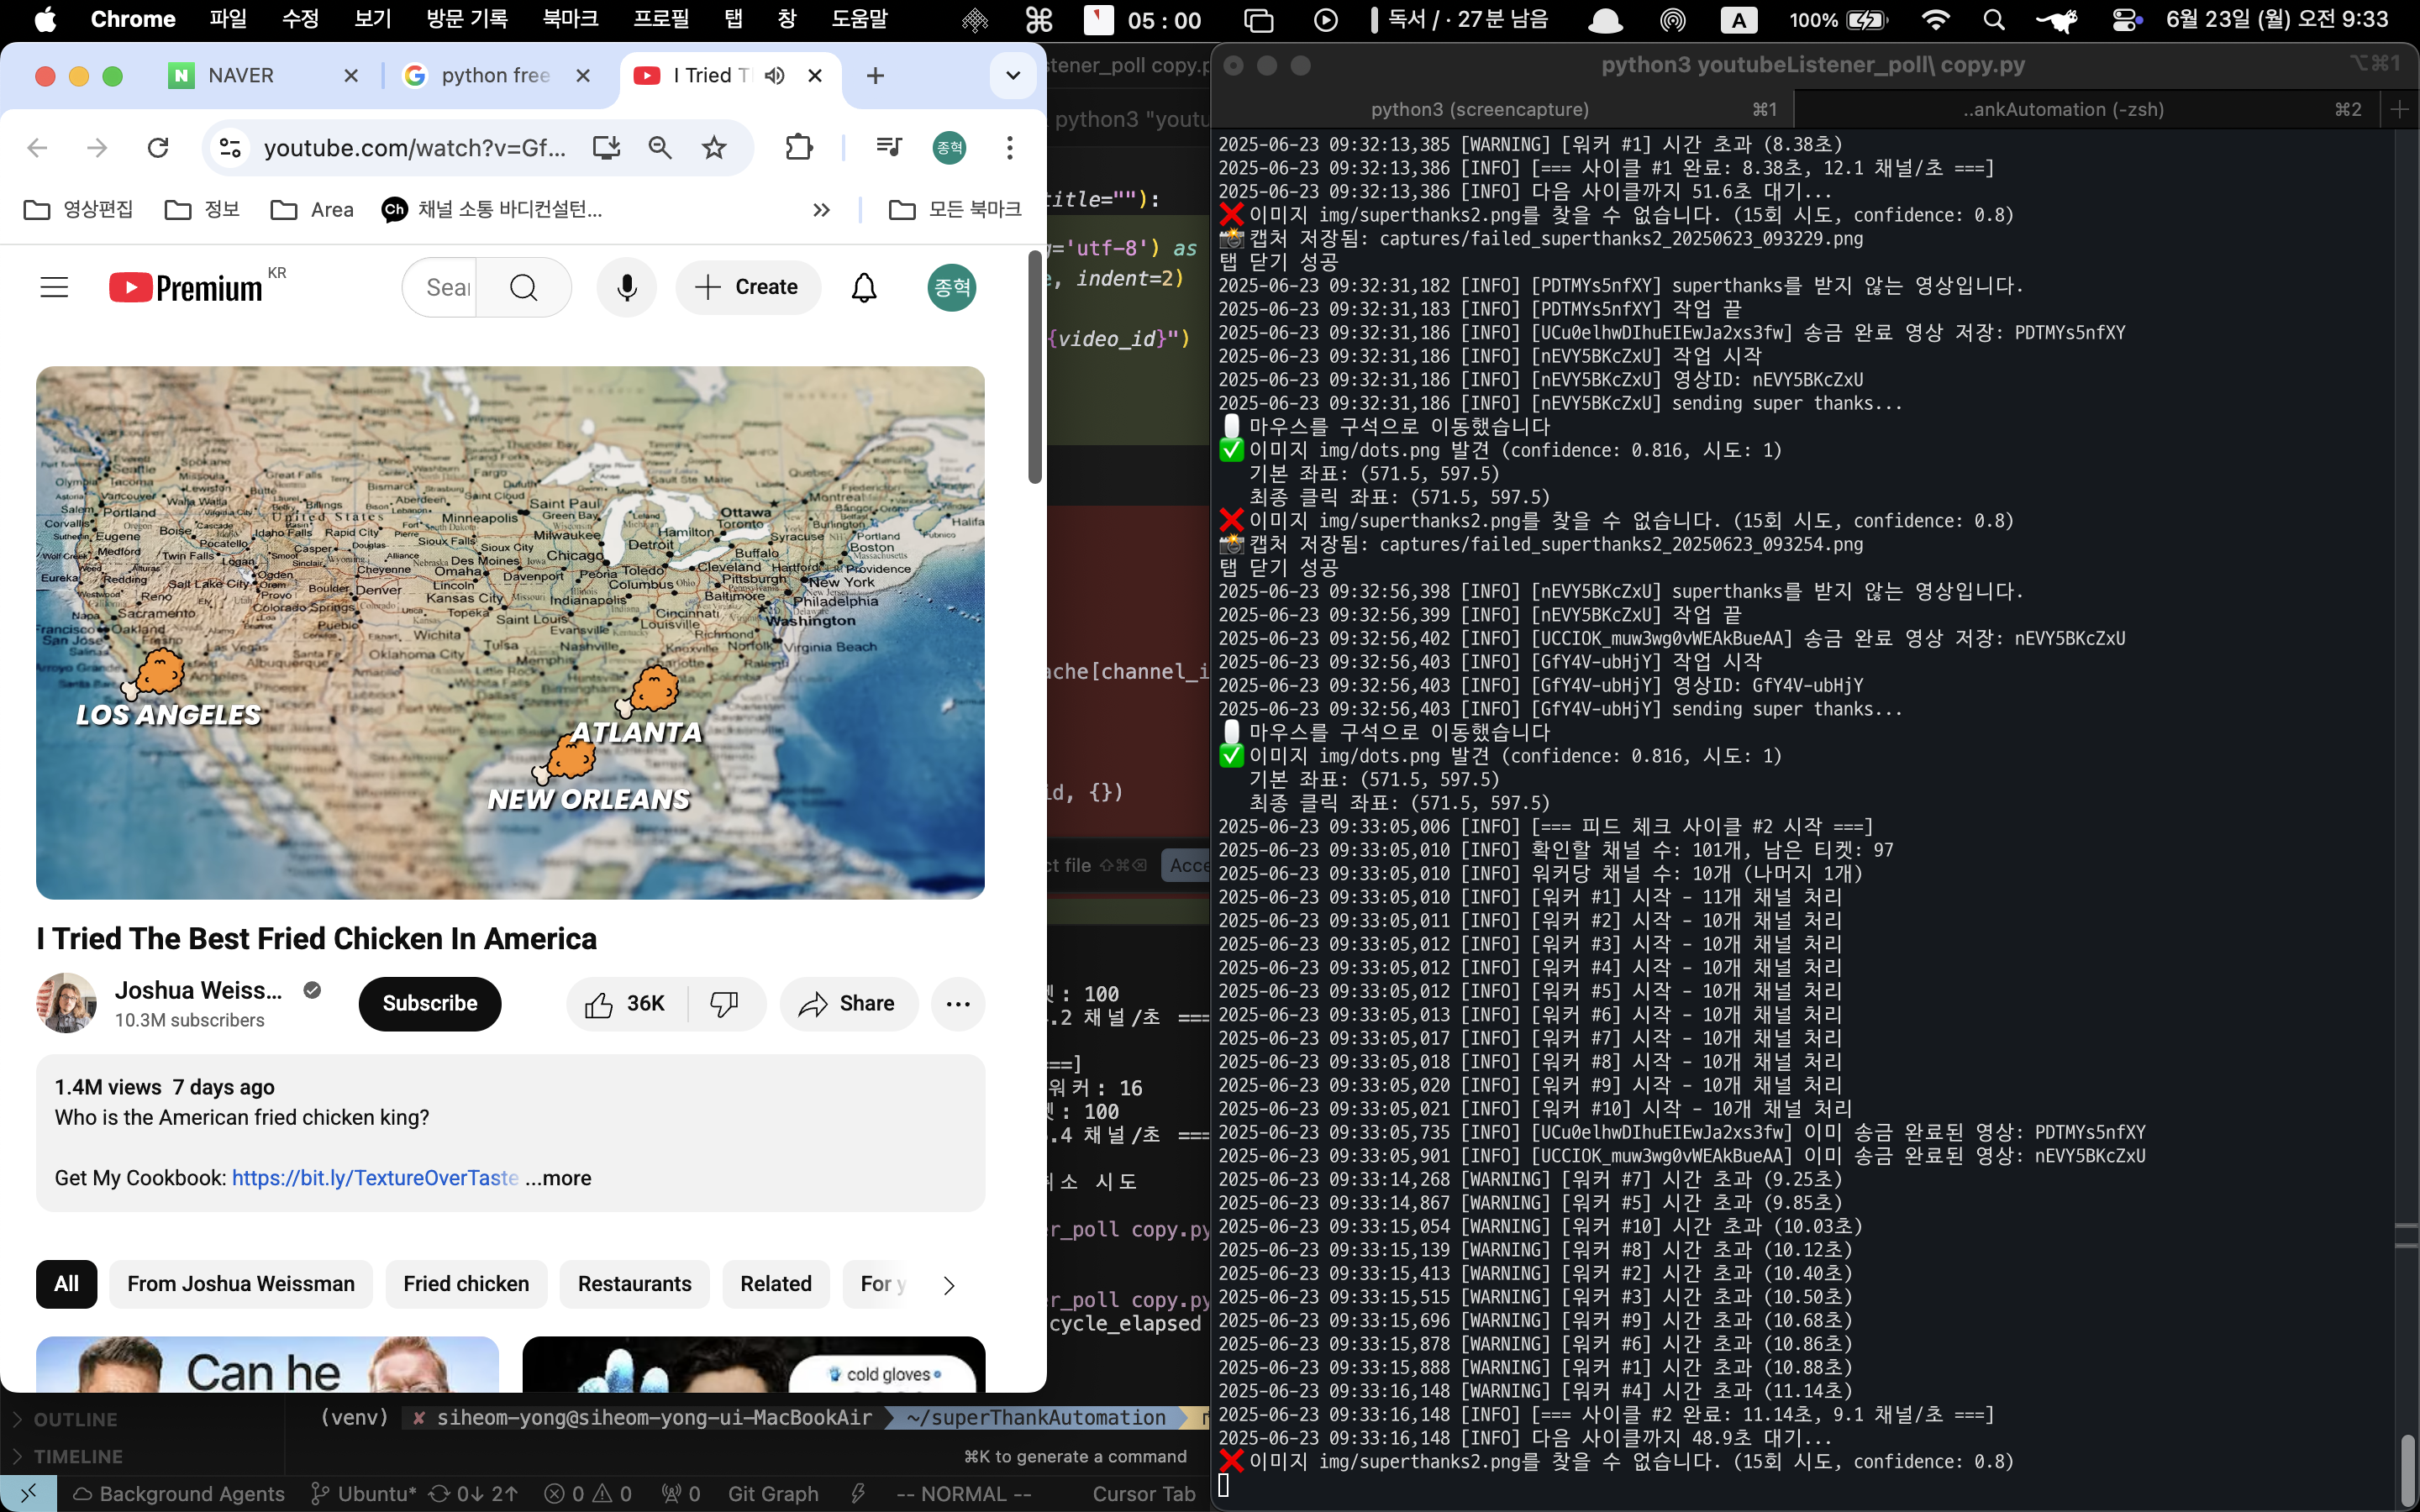 Chrome 파일 수정 보기 방문 기록 북마크 프로필 탭 창 도움말 05 : 00 독서 / · 27분 남음 A 100% 6월 23일 (월) 오전 9:33
NAVER
python free
I Tried T
youtube.com/watch?v=Gf...
종혁
영상편집
정보
Area
Ch 채널 소통 바디컨설턴...
모든 북마크
Premium KR
Sear
Create
종혁
LOS ANGELES
ATLANTA
NEW ORLEANS
I Tried The Best Fried Chicken In America
Joshua Weiss...
10.3M subscribers
Subscribe
36K
Share
1.4M views 7 days ago
Who is the American fried chicken king?
Get My Cookbook: https://bit.ly/TextureOverTaste ...more
All
From Joshua Weissman
Fried chicken
Restaurants
Related
For y
Can he
cold gloves
stener_poll copy.p
python3 "youtu
title=""):
g='utf-8') as
e, indent=2)
{video_id}")
ache[channel_i
id, {})
ct file Acce
: 100
.2 채널/초 ===
===]
워커: 16
: 100
.4 채널/초 ===
취소 시도
er_poll copy.py
er_poll copy.py
cycle_elapsed
OUTLINE
TIMELINE
(venv) ✘ siheom-yong@siheom-yong-ui-MacBookAir ~/superThankAutomation
⌘K to generate a command
Background Agents Ubuntu* 0↓ 2↑ 0 0 0 Git Graph -- NORMAL -- Cursor Tab
python3 youtubeListener_poll\ copy.py ⌥⌘1
python3 (screencapture) ⌘1
..ankAutomation (-zsh) ⌘2
2025-06-23 09:32:13,385 [WARNING] [워커 #1] 시간 초과 (8.38초)
2025-06-23 09:32:13,386 [INFO] [=== 사이클 #1 완료: 8.38초, 12.1 채널/초 ===]
2025-06-23 09:32:13,386 [INFO] 다음 사이클까지 51.6초 대기...
❌이미지 img/superthanks2.png를 찾을 수 없습니다. (15회 시도, confidence: 0.8)
📸캡처 저장됨: captures/failed_superthanks2_20250623_093229.png
탭 닫기 성공
2025-06-23 09:32:31,182 [INFO] [PDTMYs5nfXY] superthanks를 받지 않는 영상입니다.
2025-06-23 09:32:31,183 [INFO] [PDTMYs5nfXY] 작업 끝
2025-06-23 09:32:31,186 [INFO] [UCu0elhwDIhuEIEwJa2xs3fw] 송금 완료 영상 저장: PDTMYs5nfXY
2025-06-23 09:32:31,186 [INFO] [nEVY5BKcZxU] 작업 시작
2025-06-23 09:32:31,186 [INFO] [nEVY5BKcZxU] 영상ID: nEVY5BKcZxU
2025-06-23 09:32:31,186 [INFO] [nEVY5BKcZxU] sending super thanks...
마우스를 구석으로 이동했습니다
✅이미지 img/dots.png 발견 (confidence: 0.816, 시도: 1)
기본 좌표: (571.5, 597.5)
최종 클릭 좌표: (571.5, 597.5)
❌이미지 img/superthanks2.png를 찾을 수 없습니다. (15회 시도, confidence: 0.8)
📸캡처 저장됨: captures/failed_superthanks2_20250623_093254.png
탭 닫기 성공
2025-06-23 09:32:56,398 [INFO] [nEVY5BKcZxU] superthanks를 받지 않는 영상입니다.
2025-06-23 09:32:56,399 [INFO] [nEVY5BKcZxU] 작업 끝
2025-06-23 09:32:56,402 [INFO] [UCCIOK_muw3wg0vWEAkBueAA] 송금 완료 영상 저장: nEVY5BKcZxU
2025-06-23 09:32:56,403 [INFO] [GfY4V-ubHjY] 작업 시작
2025-06-23 09:32:56,403 [INFO] [GfY4V-ubHjY] 영상ID: GfY4V-ubHjY
2025-06-23 09:32:56,403 [INFO] [GfY4V-ubHjY] sending super thanks...
마우스를 구석으로 이동했습니다
✅이미지 img/dots.png 발견 (confidence: 0.816, 시도: 1)
기본 좌표: (571.5, 597.5)
최종 클릭 좌표: (571.5, 597.5)
2025-06-23 09:33:05,006 [INFO] [=== 피드 체크 사이클 #2 시작 ===]
2025-06-23 09:33:05,010 [INFO] 확인할 채널 수: 101개, 남은 티켓: 97
2025-06-23 09:33:05,010 [INFO] 워커당 채널 수: 10개 (나머지 1개)
2025-06-23 09:33:05,010 [INFO] [워커 #1] 시작 - 11개 채널 처리
2025-06-23 09:33:05,011 [INFO] [워커 #2] 시작 - 10개 채널 처리
2025-06-23 09:33:05,012 [INFO] [워커 #3] 시작 - 10개 채널 처리
2025-06-23 09:33:05,012 [INFO] [워커 #4] 시작 - 10개 채널 처리
2025-06-23 09:33:05,012 [INFO] [워커 #5] 시작 - 10개 채널 처리
2025-06-23 09:33:05,013 [INFO] [워커 #6] 시작 - 10개 채널 처리
2025-06-23 09:33:05,017 [INFO] [워커 #7] 시작 - 10개 채널 처리
2025-06-23 09:33:05,018 [INFO] [워커 #8] 시작 - 10개 채널 처리
2025-06-23 09:33:05,020 [INFO] [워커 #9] 시작 - 10개 채널 처리
2025-06-23 09:33:05,021 [INFO] [워커 #10] 시작 - 10개 채널 처리
2025-06-23 09:33:05,735 [INFO] [UCu0elhwDIhuEIEwJa2xs3fw] 이미 송금 완료된 영상: PDTMYs5nfXY
2025-06-23 09:33:05,901 [INFO] [UCCIOK_muw3wg0vWEAkBueAA] 이미 송금 완료된 영상: nEVY5BKcZxU
2025-06-23 09:33:14,268 [WARNING] [워커 #7] 시간 초과 (9.25초)
2025-06-23 09:33:14,867 [WARNING] [워커 #5] 시간 초과 (9.85초)
2025-06-23 09:33:15,054 [WARNING] [워커 #10] 시간 초과 (10.03초)
2025-06-23 09:33:15,139 [WARNING] [워커 #8] 시간 초과 (10.12초)
2025-06-23 09:33:15,413 [WARNING] [워커 #2] 시간 초과 (10.40초)
2025-06-23 09:33:15,515 [WARNING] [워커 #3] 시간 초과 (10.50초)
2025-06-23 09:33:15,696 [WARNING] [워커 #9] 시간 초과 (10.68초)
2025-06-23 09:33:15,878 [WARNING] [워커 #6] 시간 초과 (10.86초)
2025-06-23 09:33:15,888 [WARNING] [워커 #1] 시간 초과 (10.88초)
2025-06-23 09:33:16,148 [WARNING] [워커 #4] 시간 초과 (11.14초)
2025-06-23 09:33:16,148 [INFO] [=== 사이클 #2 완료: 11.14초, 9.1 채널/초 ===]
2025-06-23 09:33:16,148 [INFO] 다음 사이클까지 48.9초 대기...
❌이미지 img/superthanks2.png를 찾을 수 없습니다. (15회 시도, confidence: 0.8)